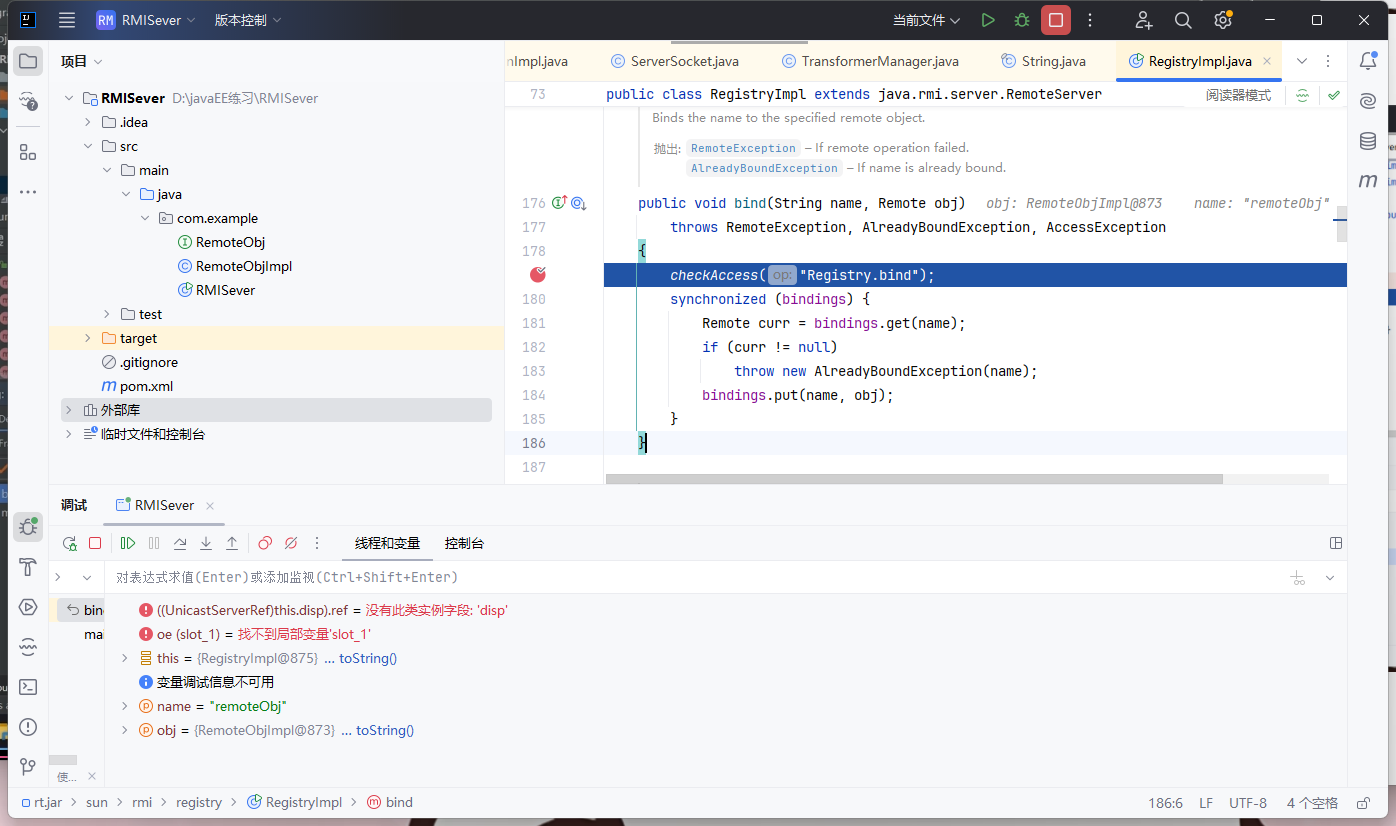 RM RMISever 版本控制 当前文件
项目
RMISever D:\javaEE练习\RMISever
.idea
src
main
java
com.example
RemoteObj
RemoteObjImpl
RMISever
test
target
.gitignore
pom.xml
外部库
临时文件和控制台
nImpl.java ServerSocket.java TransformerManager.java String.java RegistryImpl.java
73 public class RegistryImpl extends java.rmi.server.RemoteServer 阅读器模式
Binds the name to the specified remote object.
抛出: RemoteException – If remote operation failed.
AlreadyBoundException – If name is already bound.
176 public void bind(String name, Remote obj) obj: RemoteObjImpl@873 name: "remoteObj"
177 throws RemoteException, AlreadyBoundException, AccessException
178 {
checkAccess( op: "Registry.bind");
180 synchronized (bindings) {
181 Remote curr = bindings.get(name);
182 if (curr != null)
183 throw new AlreadyBoundException(name);
184 bindings.put(name, obj);
185 }
186 }
187
调试 RMISever
线程和变量 控制台
对表达式求值(Enter)或添加监视(Ctrl+Shift+Enter)
bin
mai
((UnicastServerRef)this.disp).ref = 没有此类实例字段: 'disp'
oe (slot_1) = 找不到局部变量'slot_1'
this = {RegistryImpl@875} ... toString()
变量调试信息不可用
name = "remoteObj"
obj = {RemoteObjImpl@873} ... toString()
使...
rt.jar > sun > rmi > registry > RegistryImpl > bind 186:6 LF UTF-8 4 个空格